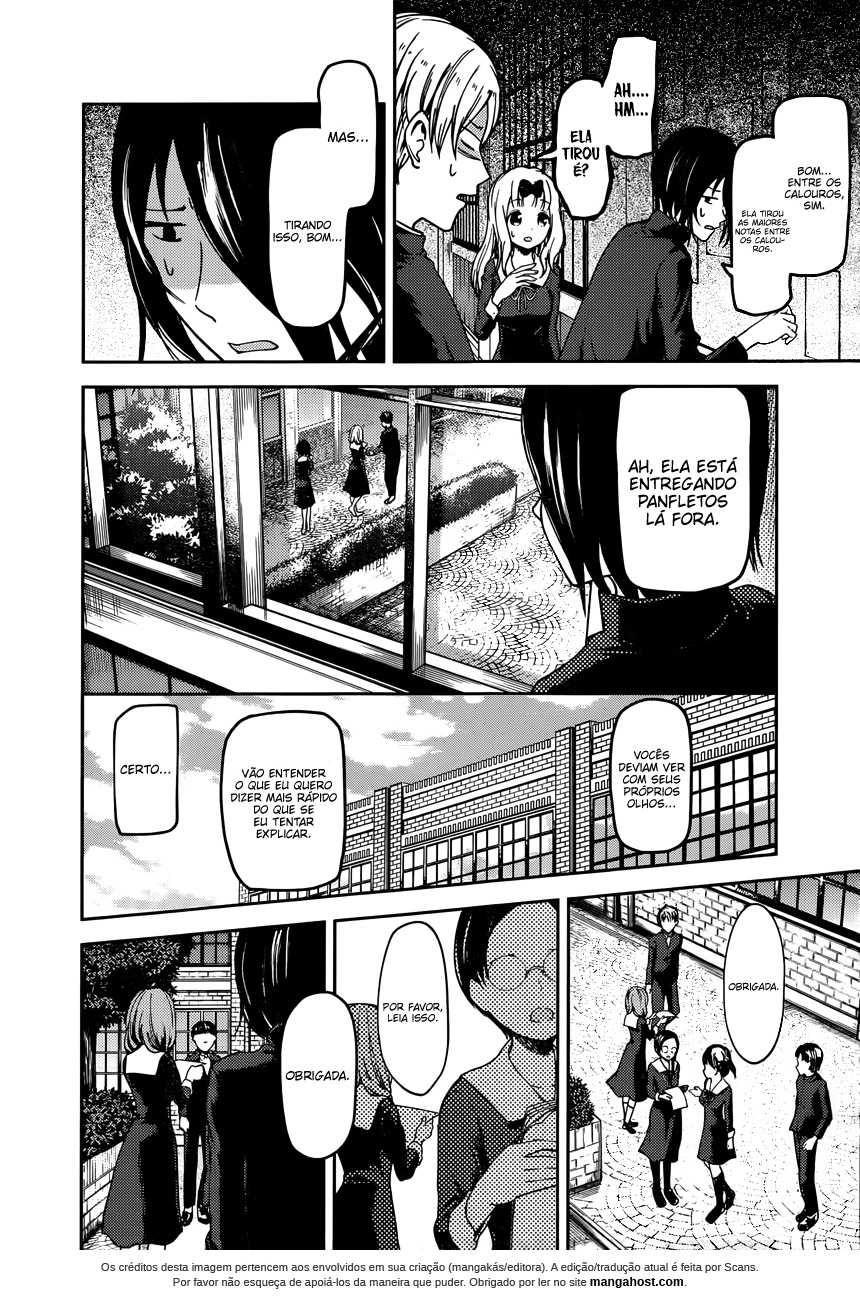 AH....
HM...
ELA
TIROU
É?
BOM...
ENTRE OS
CALOUROS,
SIM.
ELA TIROU
AS MAIORES
NOTAS ENTRE
OS CALOU-
ROS.
MAS...
TIRANDO
ISSO, BOM...
AH, ELA ESTÁ
ENTREGANDO
PANFLETOS
LÁ FORA.
VOCÊS
DEVIAM VER
COM SEUS
PRÓPRIOS
OLHOS...
VÃO ENTENDER
O QUE EU QUERO
DIZER MAIS RÁPIDO
DO QUE SE
EU TENTAR
EXPLICAR.
CERTO...
OBRIGADA.
POR FAVOR,
LEIA ISSO.
OBRIGADA.
Os créditos desta imagem pertencem aos envolvidos em sua criação (mangakás/editora). A edição/tradução atual é feita por Scans.
Por favor não esqueça de apoiá-los da maneira que puder. Obrigado por ler no site mangahost.com.